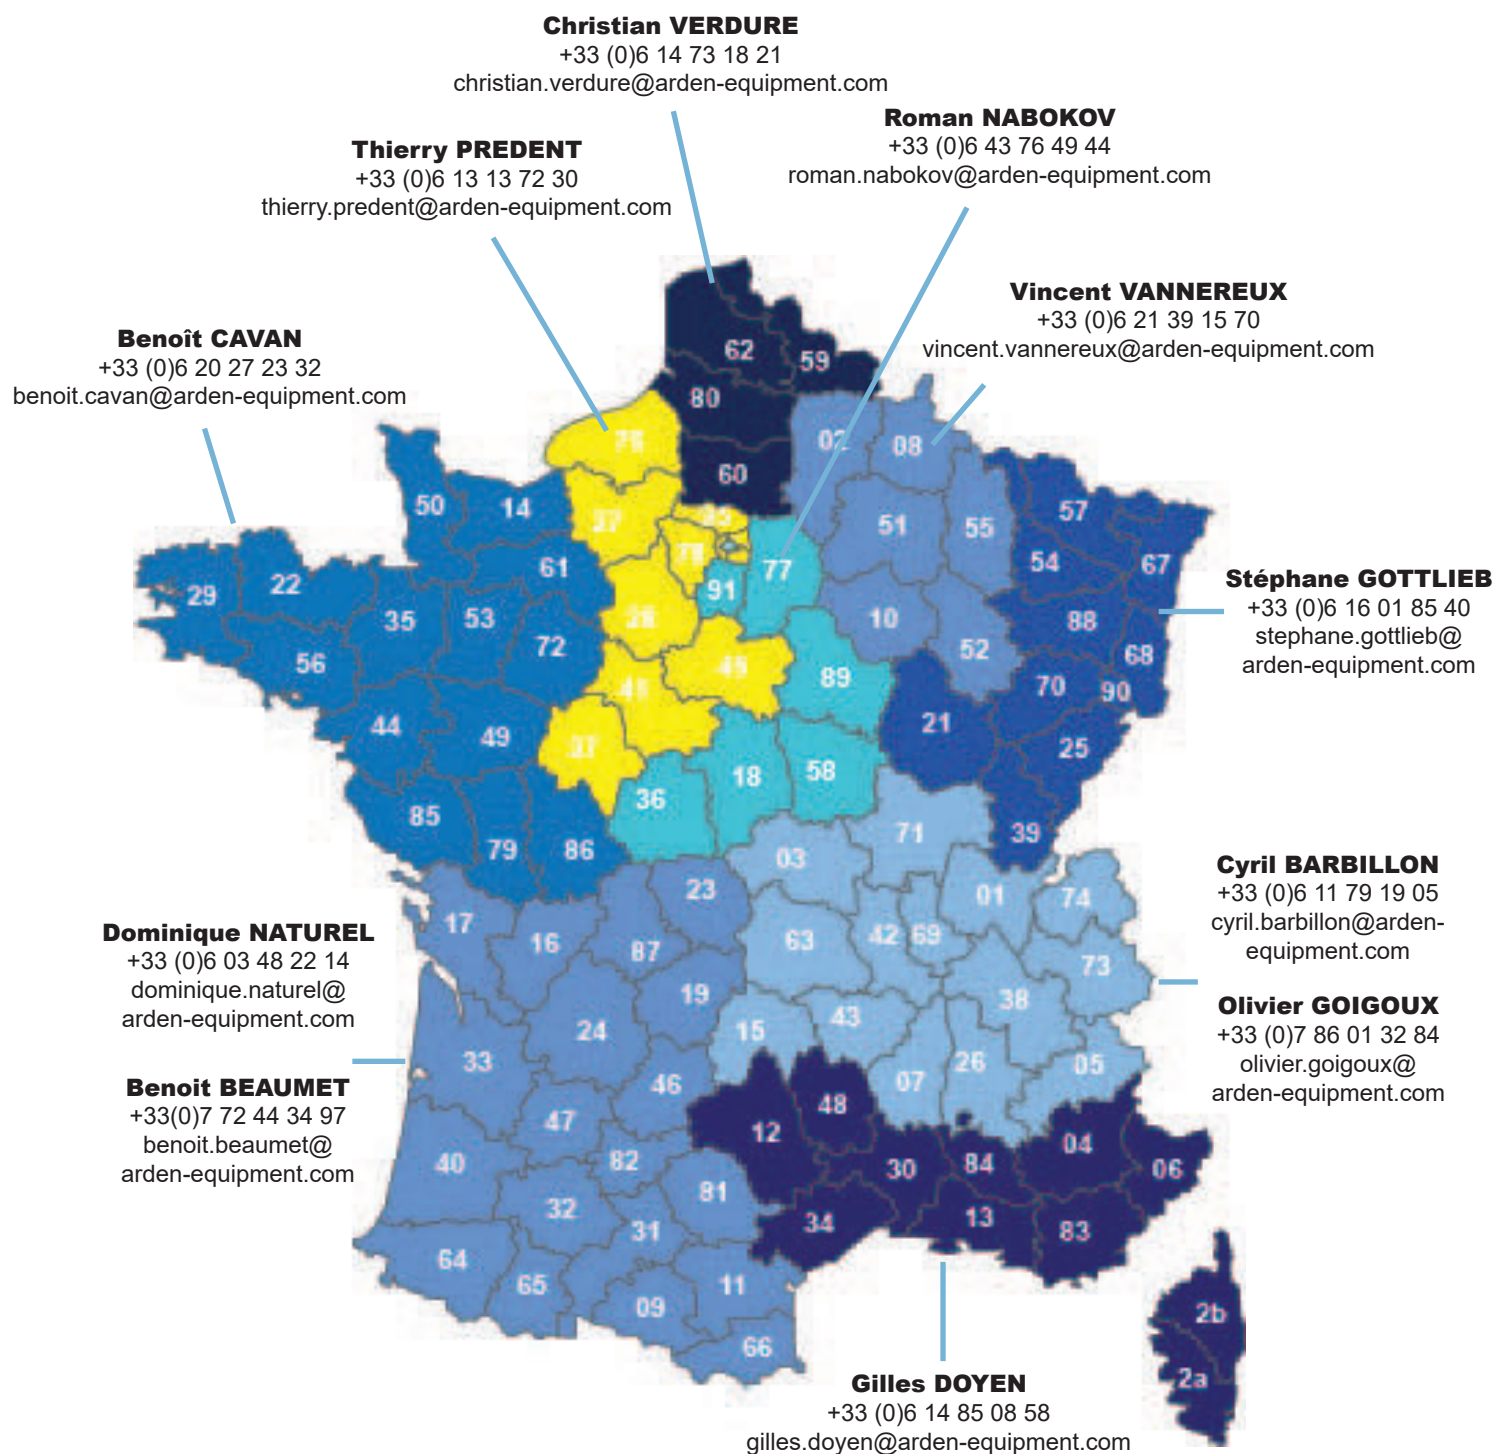 Christian VERDURE
+33 (0)6 14 73 18 21
christian.verdure@arden-equipment.com
Roman NABOKOV
+33 (0)6 43 76 49 44
roman.nabokov@arden-equipment.com
Thierry PREDENT
+33 (0)6 13 13 72 30
thierry.predent@arden-equipment.com
Vincent VANNEREUX
+33 (0)6 21 39 15 70
vincent.vannereux@arden-equipment.com
Benoît CAVAN
+33 (0)6 20 27 23 32
benoit.cavan@arden-equipment.com
Stéphane GOTTLIEB
+33 (0)6 16 01 85 40
stephane.gottlieb@
arden-equipment.com
Cyril BARBILLON
+33 (0)6 11 79 19 05
cyril.barbillon@arden-
equipment.com
Olivier GOIGOUX
+33 (0)7 86 01 32 84
olivier.goigoux@
arden-equipment.com
Dominique NATUREL
+33 (0)6 03 48 22 14
dominique.naturel@
arden-equipment.com
Benoit BEAUMET
+33(0)7 72 44 34 97
benoit.beaumet@
arden-equipment.com
Gilles DOYEN
+33 (0)6 14 85 08 58
gilles.doyen@arden-equipment.com
62
59
80
60
02
08
50
14
51
55
57
54
67
61
77
91
29
22
35
53
72
10
88
52
68
56
89
70
90
45
44
49
21
25
37
18
58
36
85
79
86
71
39
03
23
01
74
17
16
87
63
42
69
73
19
38
24
15
43
33
46
07
26
05
48
12
47
04
40
82
30
84
06
81
32
34
13
83
31
64
65
09
11
66
2b
2a